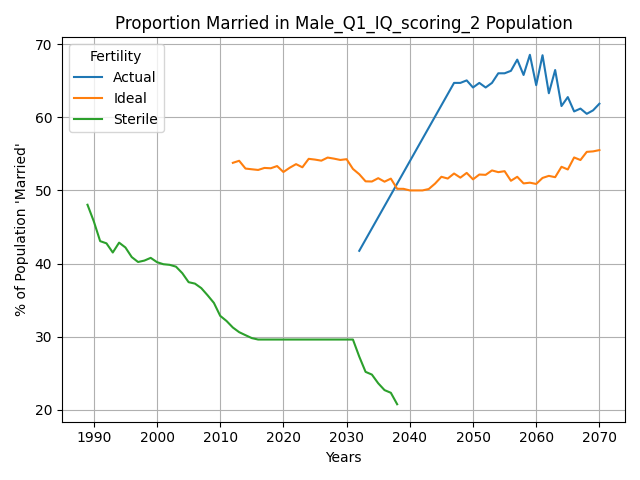 Proportion Married in Male_Q1_IQ_scoring_2 Population
% of Population 'Married'
70
60
50
40
30
20
Fertility
Actual
Ideal
Sterile
1990 2000 2010 2020 2030 2040 2050 2060 2070
Years